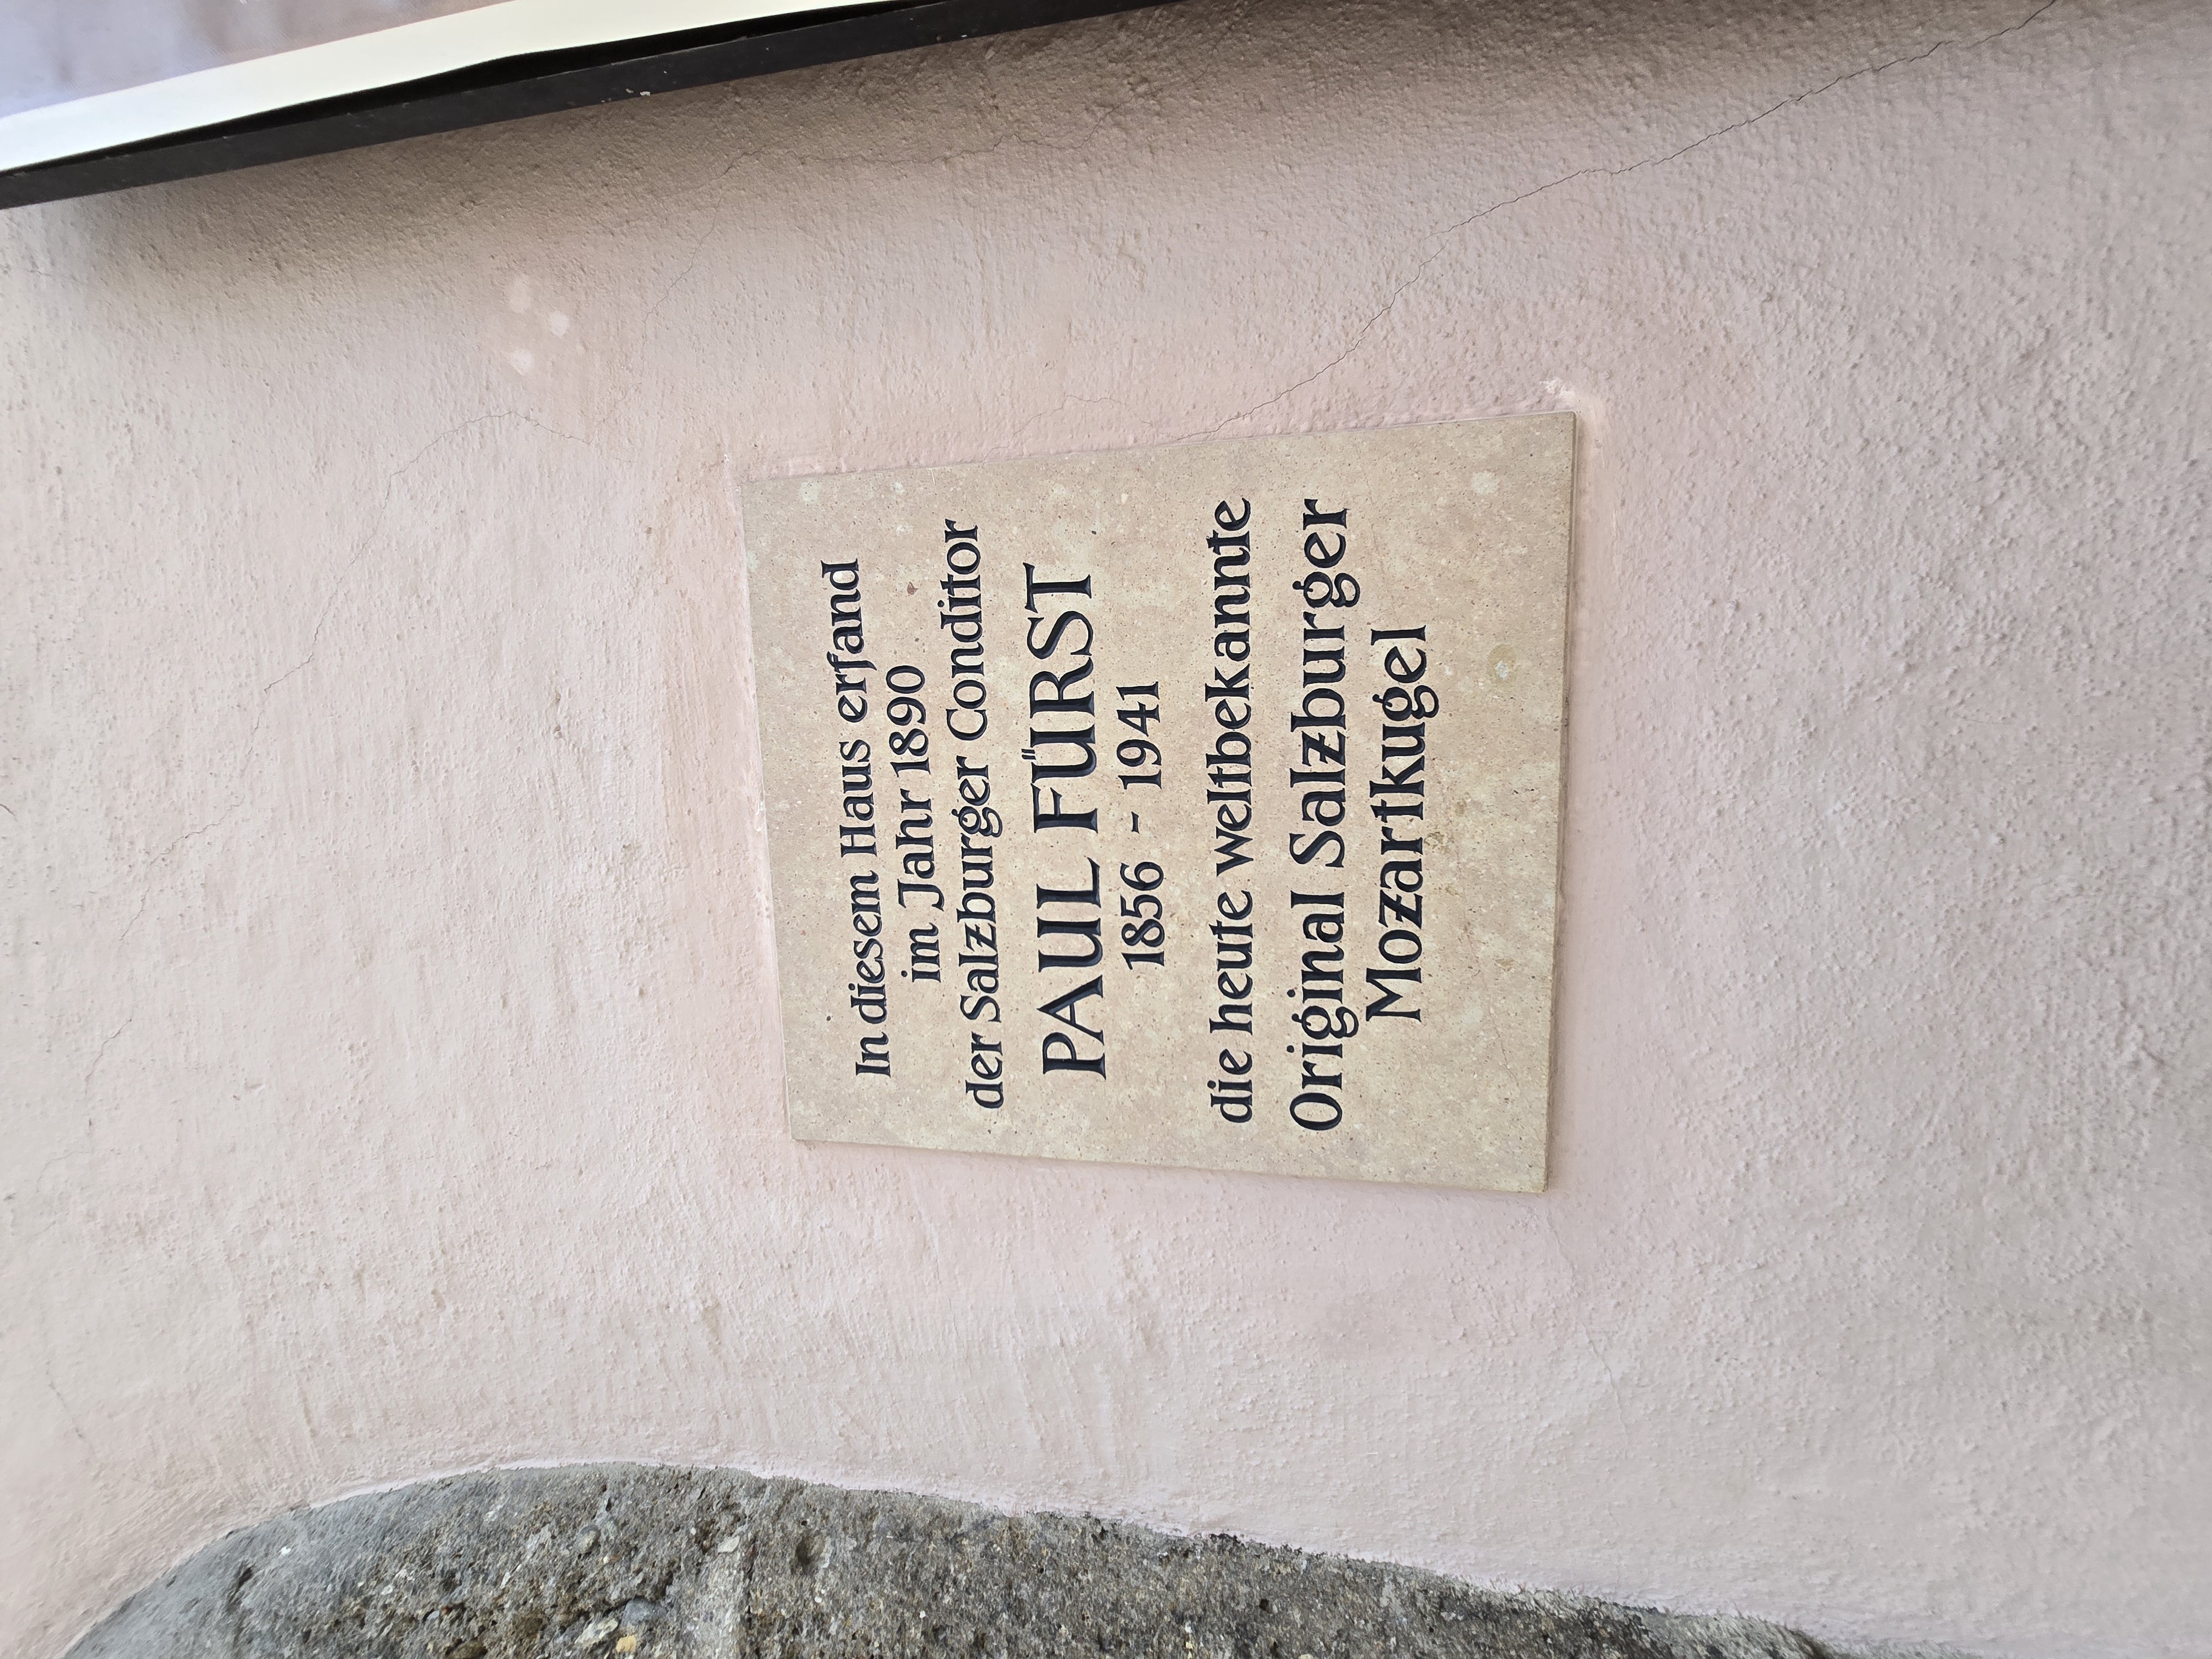 In diesem Haus erfand
im Jahr 1890
der Salzburger Conditor
PAUL FÜRST
1856 - 1941
die heute weltbekannte
Original Salzburger
Mozartkugel